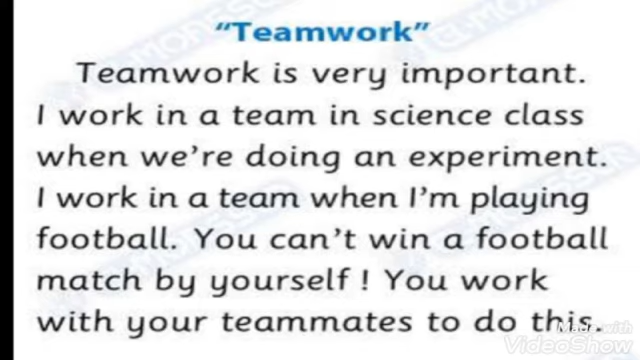 “Teamwork”
Teamwork is very important.
I work in a team in science class
when we’re doing an experiment.
I work in a team when I’m playing
football. You can’t win a football
match by yourself ! You work
with your teammates to do this.
Made with
VideoShow